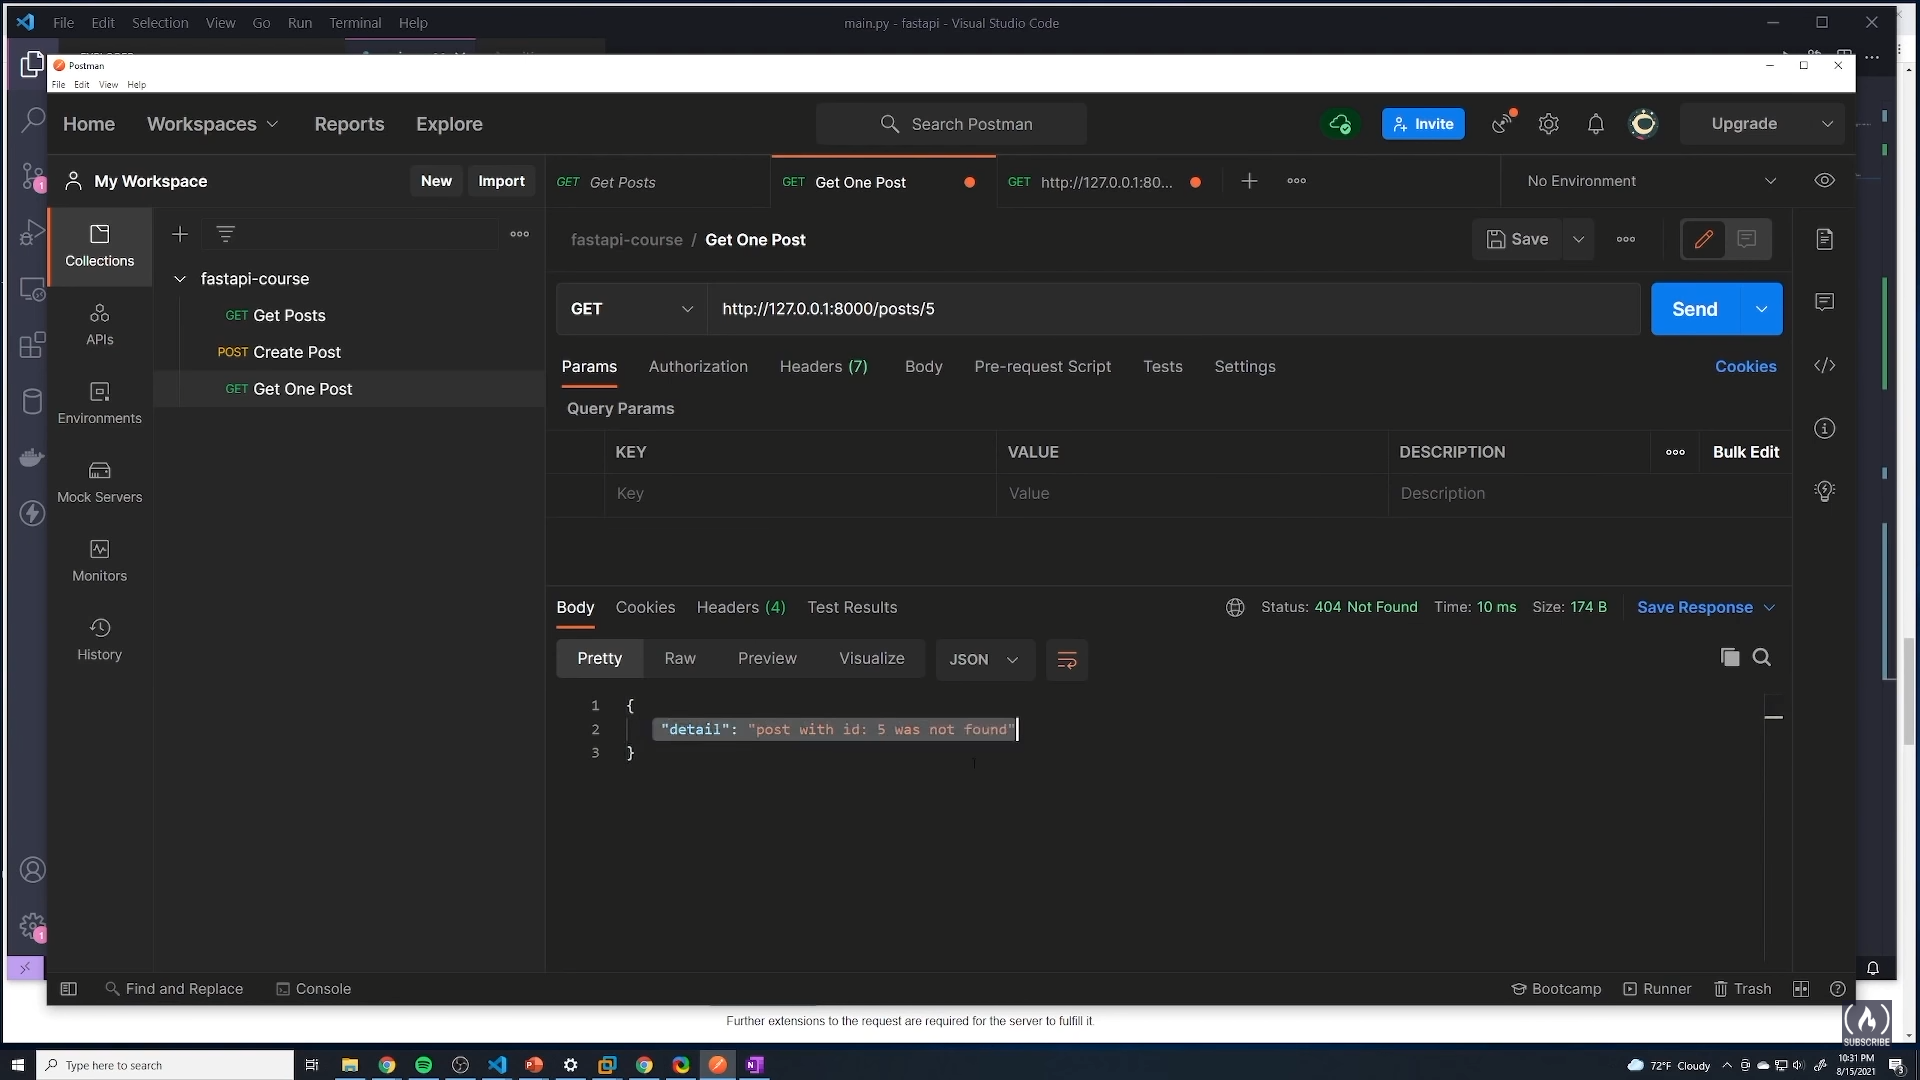 File Edit Selection View Go Run Terminal Help
main.py - fastapi - Visual Studio Code
Postman
File Edit View Help
Home Workspaces Reports Explore
Search Postman
Invite
Upgrade
My Workspace
New Import
GET Get Posts
GET Get One Post
GET http://127.0.0.1:80...
No Environment
Collections
APIs
Environments
Mock Servers
Monitors
History
fastapi-course
GET Get Posts
POST Create Post
GET Get One Post
fastapi-course / Get One Post
Save
GET http://127.0.0.1:8000/posts/5
Send
Params Authorization Headers (7) Body Pre-request Script Tests Settings
Cookies
Query Params
KEY VALUE DESCRIPTION
Bulk Edit
Key Value Description
Body Cookies Headers (4) Test Results
Status: 404 Not Found Time: 10 ms Size: 174 B
Save Response
Pretty Raw Preview Visualize JSON
1 {
2 "detail": "post with id: 5 was not found"
3 }
Find and Replace Console
Bootcamp Runner Trash
Further extensions to the request are required for the server to fulfill it.
SUBSCRIBE
Type here to search
72°F Cloudy
10:31 PM
8/15/2021